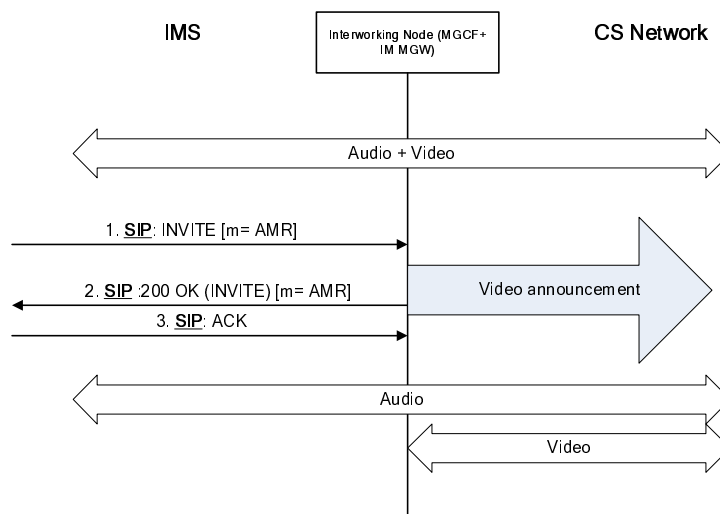 IMS
Interworking Node (MGCF+
IM MGW)
CS Network
Audio + Video
1. SIP: INVITE [m= AMR]
2. SIP :200 OK (INVITE) [m= AMR]
Video announcement
3. SIP: ACK
Audio
Video